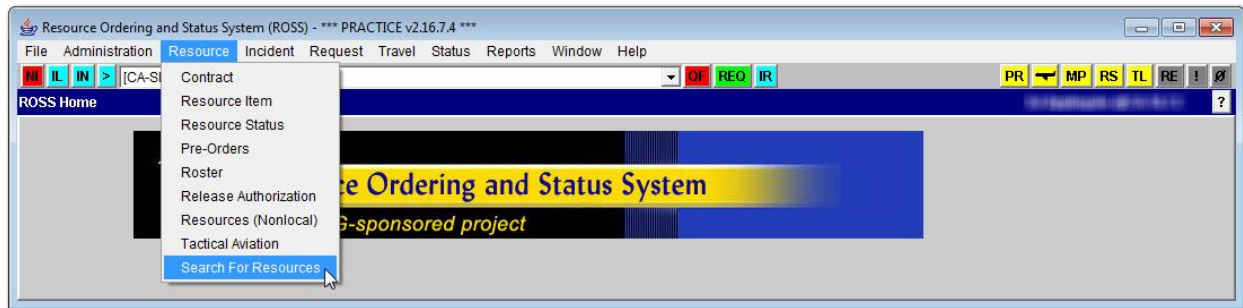 Resource Ordering and Status System (ROSS) - *** PRACTICE v2.16.7.4 ***
File Administration Resource Incident Request Travel Status Reports Window Help
NI IL IN > [CA-S OF REQ IR PR MP RS TL RE ! Ø
ROSS Home ?
Contract
Resource Item
Resource Status
Pre-Orders
Roster
Release Authorization
Resources (Nonlocal)
Tactical Aviation
Search For Resources
ce Ordering and Status System
G-sponsored project